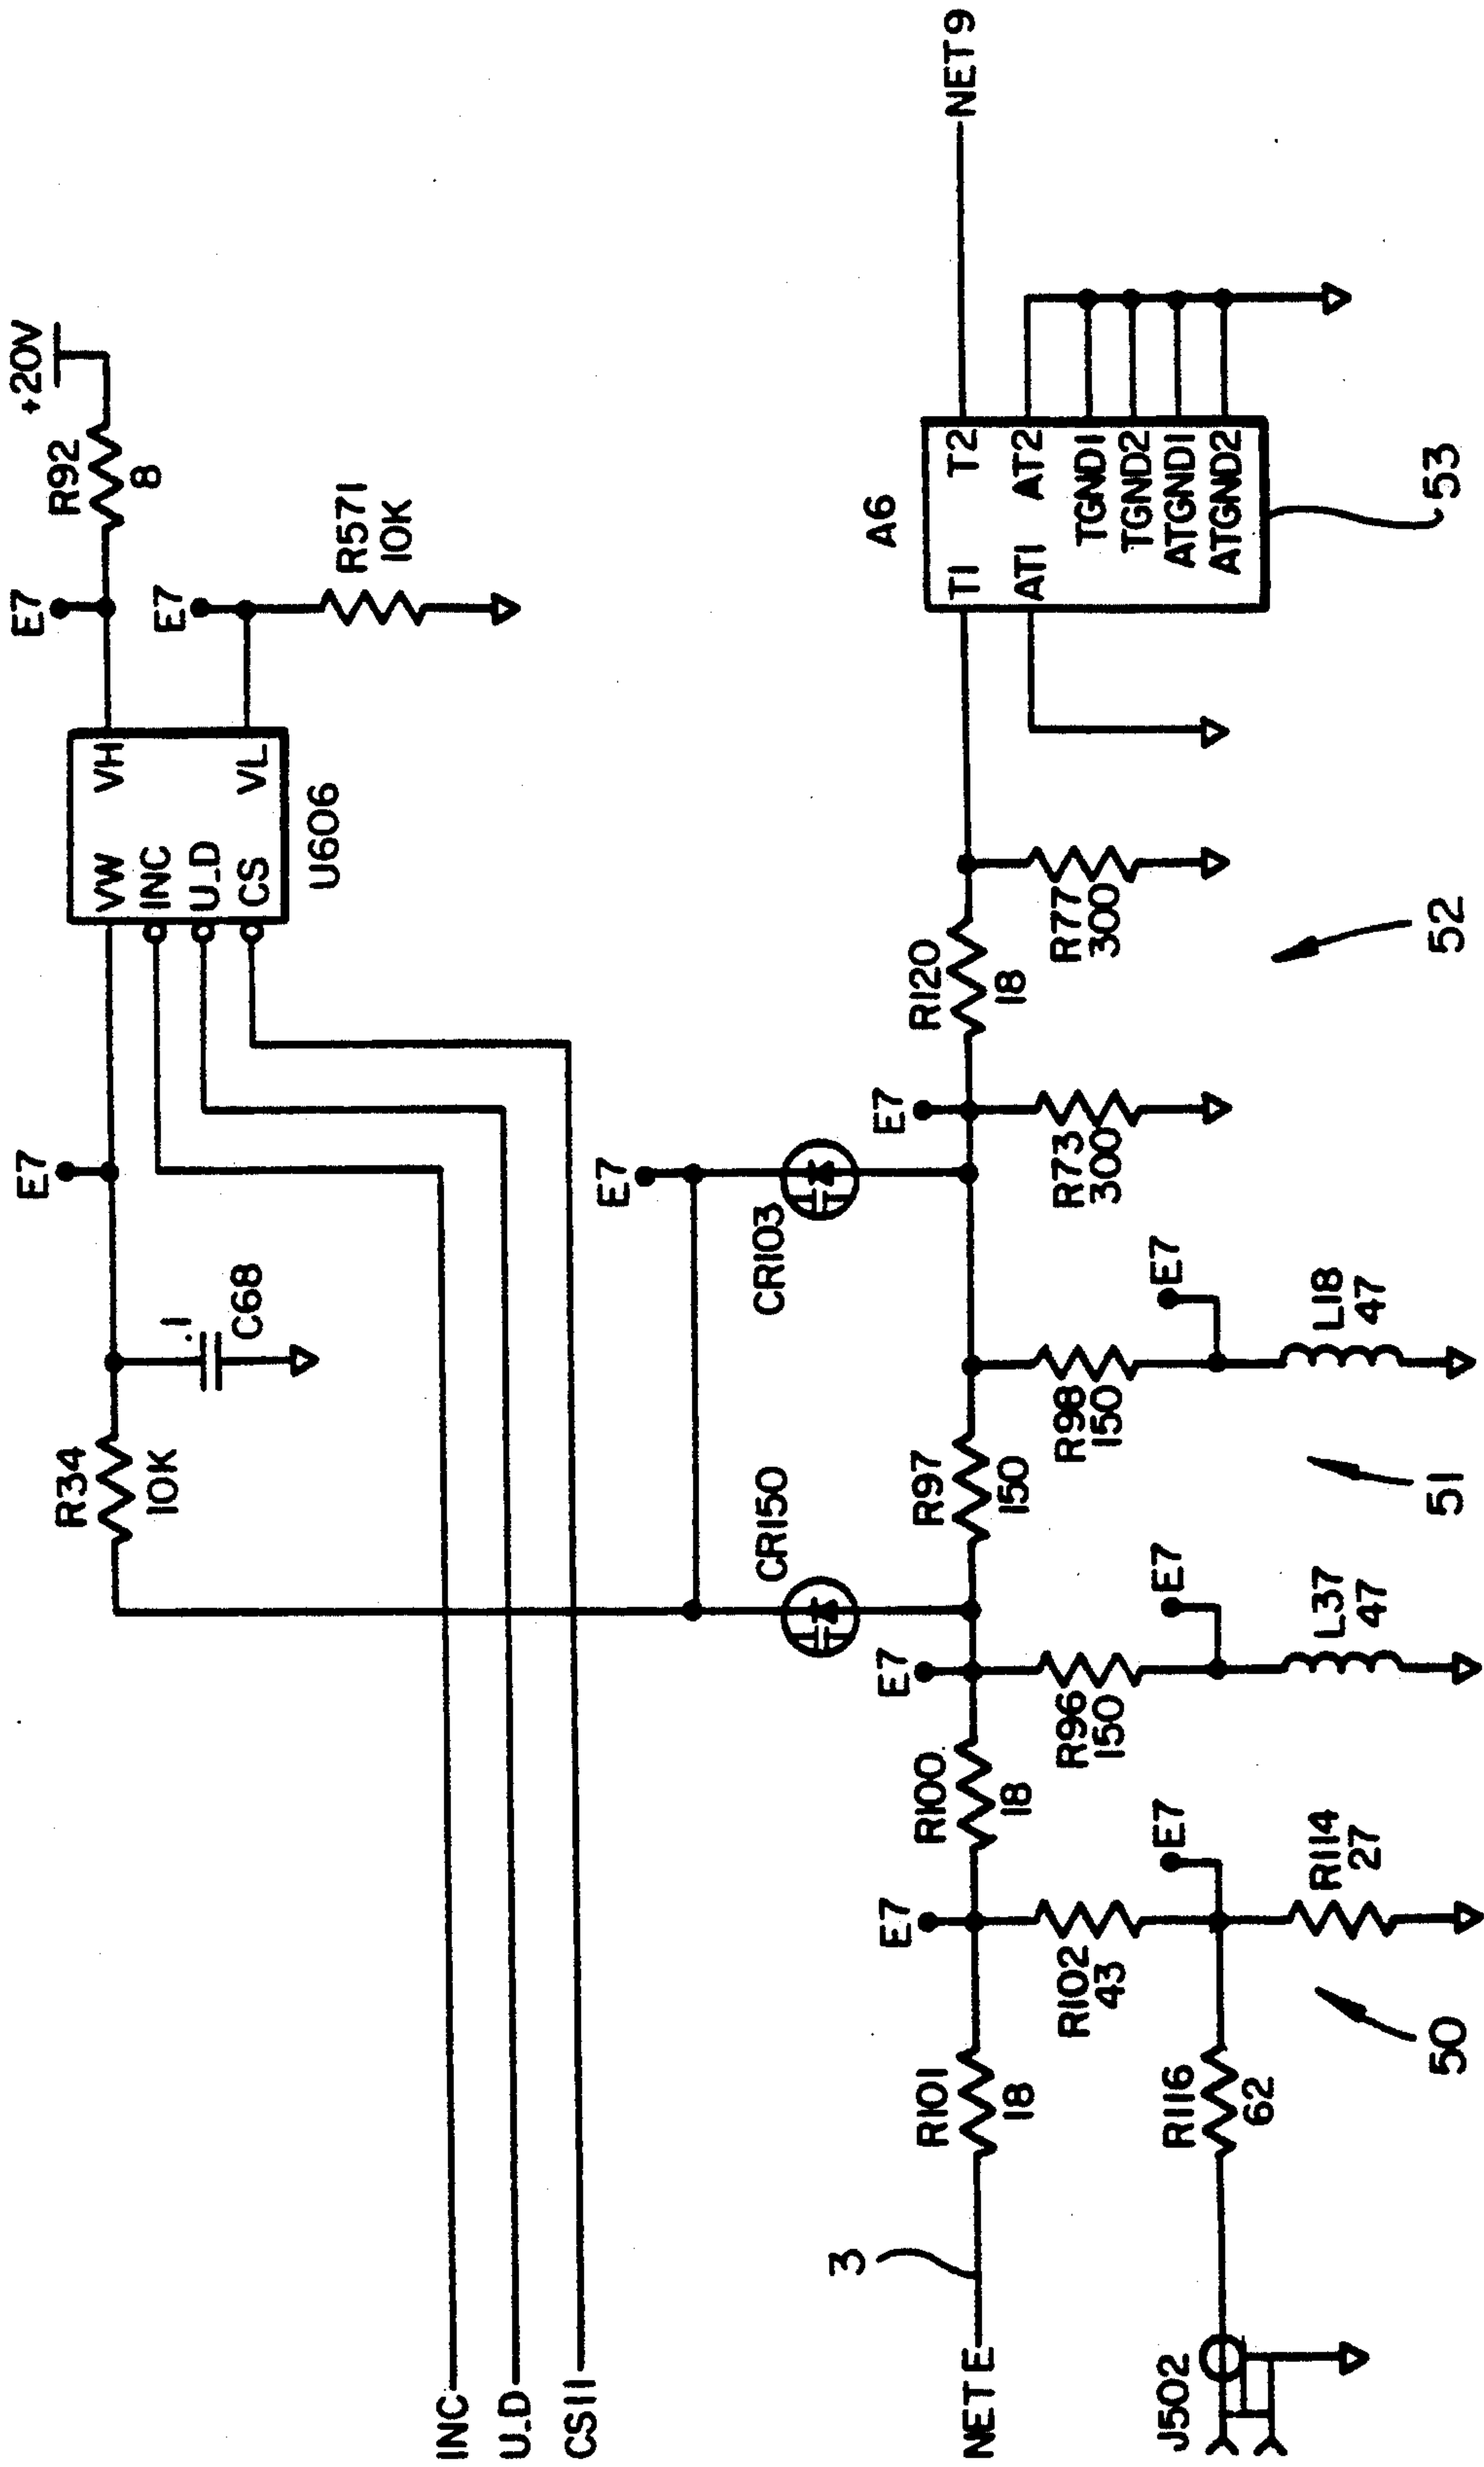 +20V
E7
E7
R92
8
E7
R571
10K
R34
10K
.1
C68
VW
VH
INC
U_D
CS
VL
U606
INC
U_D
CS11
E7
CR150
CR103
A6
3
NETE
R101
18
E7
R100
18
E7
R97
150
E7
R120
18
T1
T2
NET9
AT1
AT2
TGND1
TGND2
ATGND1
ATGND2
R102
43
R96
150
R98
150
R73
300
R77
300
J502
R116
62
E7
E7
E7
R114
27
L37
47
L18
47
50
51
52
53